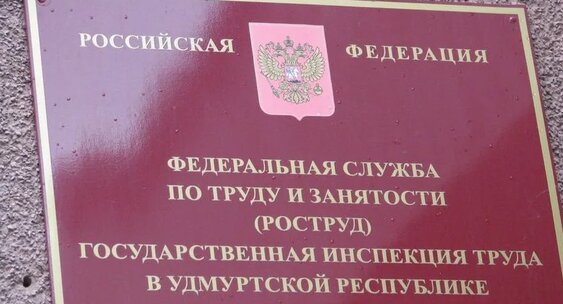 РОССИЙСКАЯ ФЕДЕРАЦИЯ
ФЕДЕРАЛЬНАЯ СЛУЖБА
ПО ТРУДУ И ЗАНЯТОСТИ
(РОСТРУД)
ГОСУДАРСТВЕННАЯ ИНСПЕКЦИЯ ТРУДА
В УДМУРТСКОЙ РЕСПУБЛИКЕ